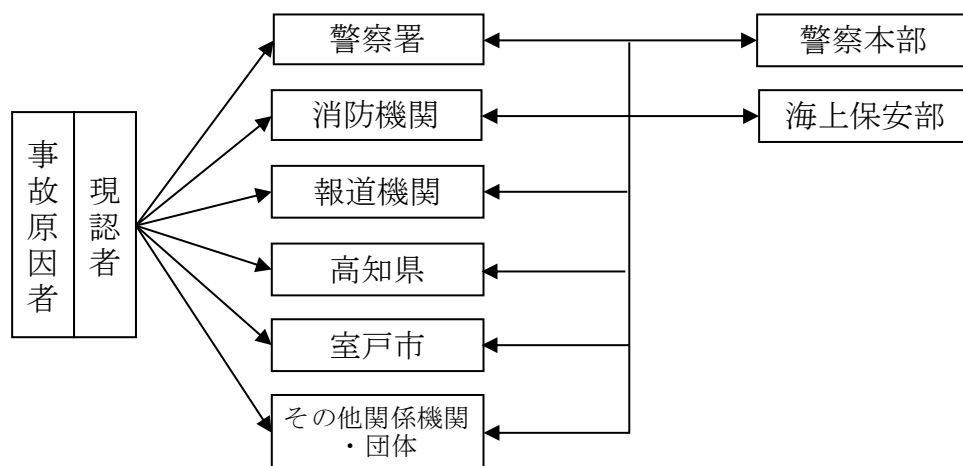 事故原因者
現認者
警察署
消防機関
報道機関
高知県
室戸市
その他関係機関
・団体
警察本部
海上保安部